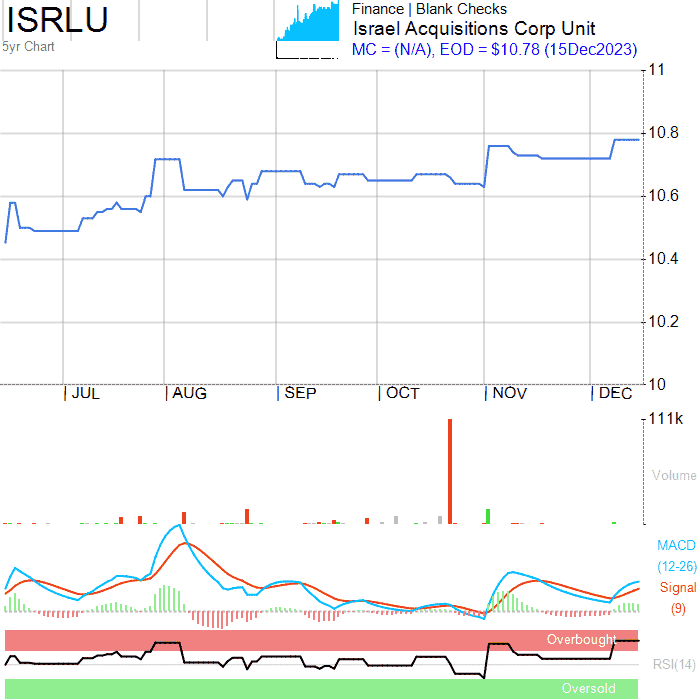 ISRLU
5yr Chart
Finance | Blank Checks
Israel Acquisitions Corp Unit
MC = (N/A), EOD = $10.78 (15Dec2023)
11
10.8
10.6
10.4
10.2
10
JUL AUG SEP OCT NOV DEC
111k
Volume
MACD
(12-26)
Signal
(9)
Overbought
RSI(14)
Oversold